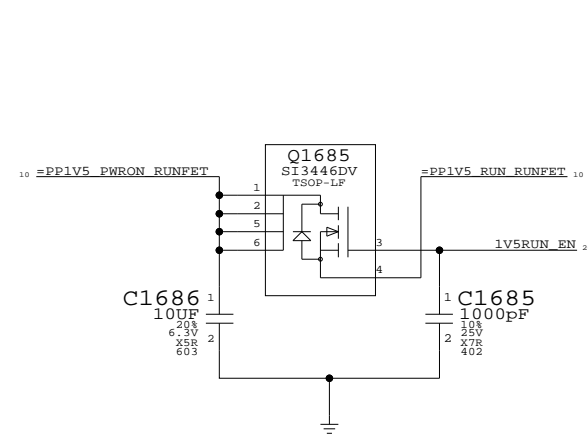 Q1685
SI3446DV
TSOP-LF
10 =PP1V5_PWRON_RUNFET
=PP1V5_RUN_RUNFET 10
1
2
5
6
3
4
1V5RUN_EN 2
C1686 1
10UF
20%
6.3V
X5R
603
2
1 C1685
1000pF
10%
25V
X7R
402
2